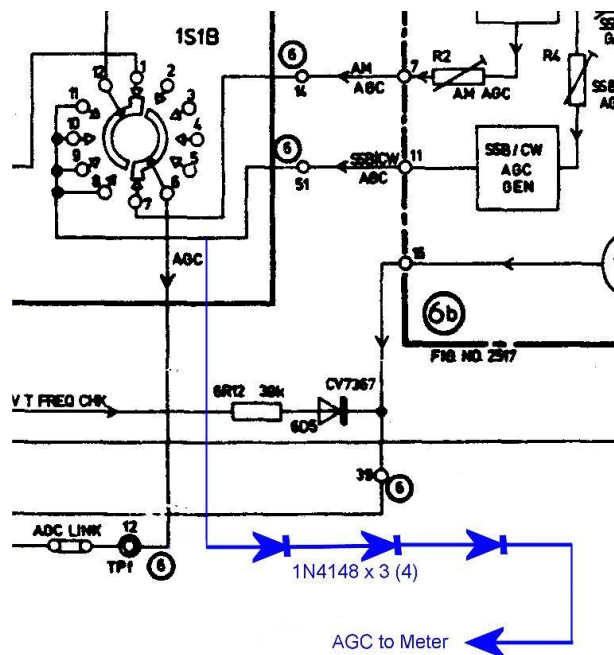 1S1B
12
1
2
3
4
5
6
7
8
9
10
11
6
14
AM
AGC
7
R2
AM AGC
R4
SSB
6
51
SSB/CW
AGC
11
SSB/CW
AGC
GEN
AGC
15
6b
FIG. NO. 2917
V T FREQ CHK
6R12
39k
6D5
CV7367
39
6
AGC LINK
12
TP1
6
1N4148 x 3 (4)
AGC to Meter